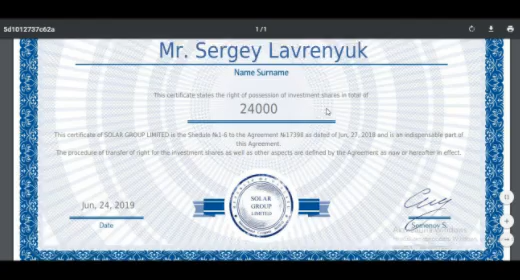 5d1012737c62a
1/1
Mr. Sergey Lavrenyuk
Name Surname
This certificate states the right of possession of investment shares in total of
24000
This certificate of SOLAR GROUP LIMITED is the Shedule №1-6 to the Agreement №17398 as dated of Jun, 27, 2018 and is an indispensable part of
this Agreement.
The procedure of transfer of right for the investment shares as well as other aspects are defined by the Agreement as now or hereafter in effect.
Jun, 24, 2019
Date
SOLAR
GROUP
LIMITED
Semenov S.
Windows